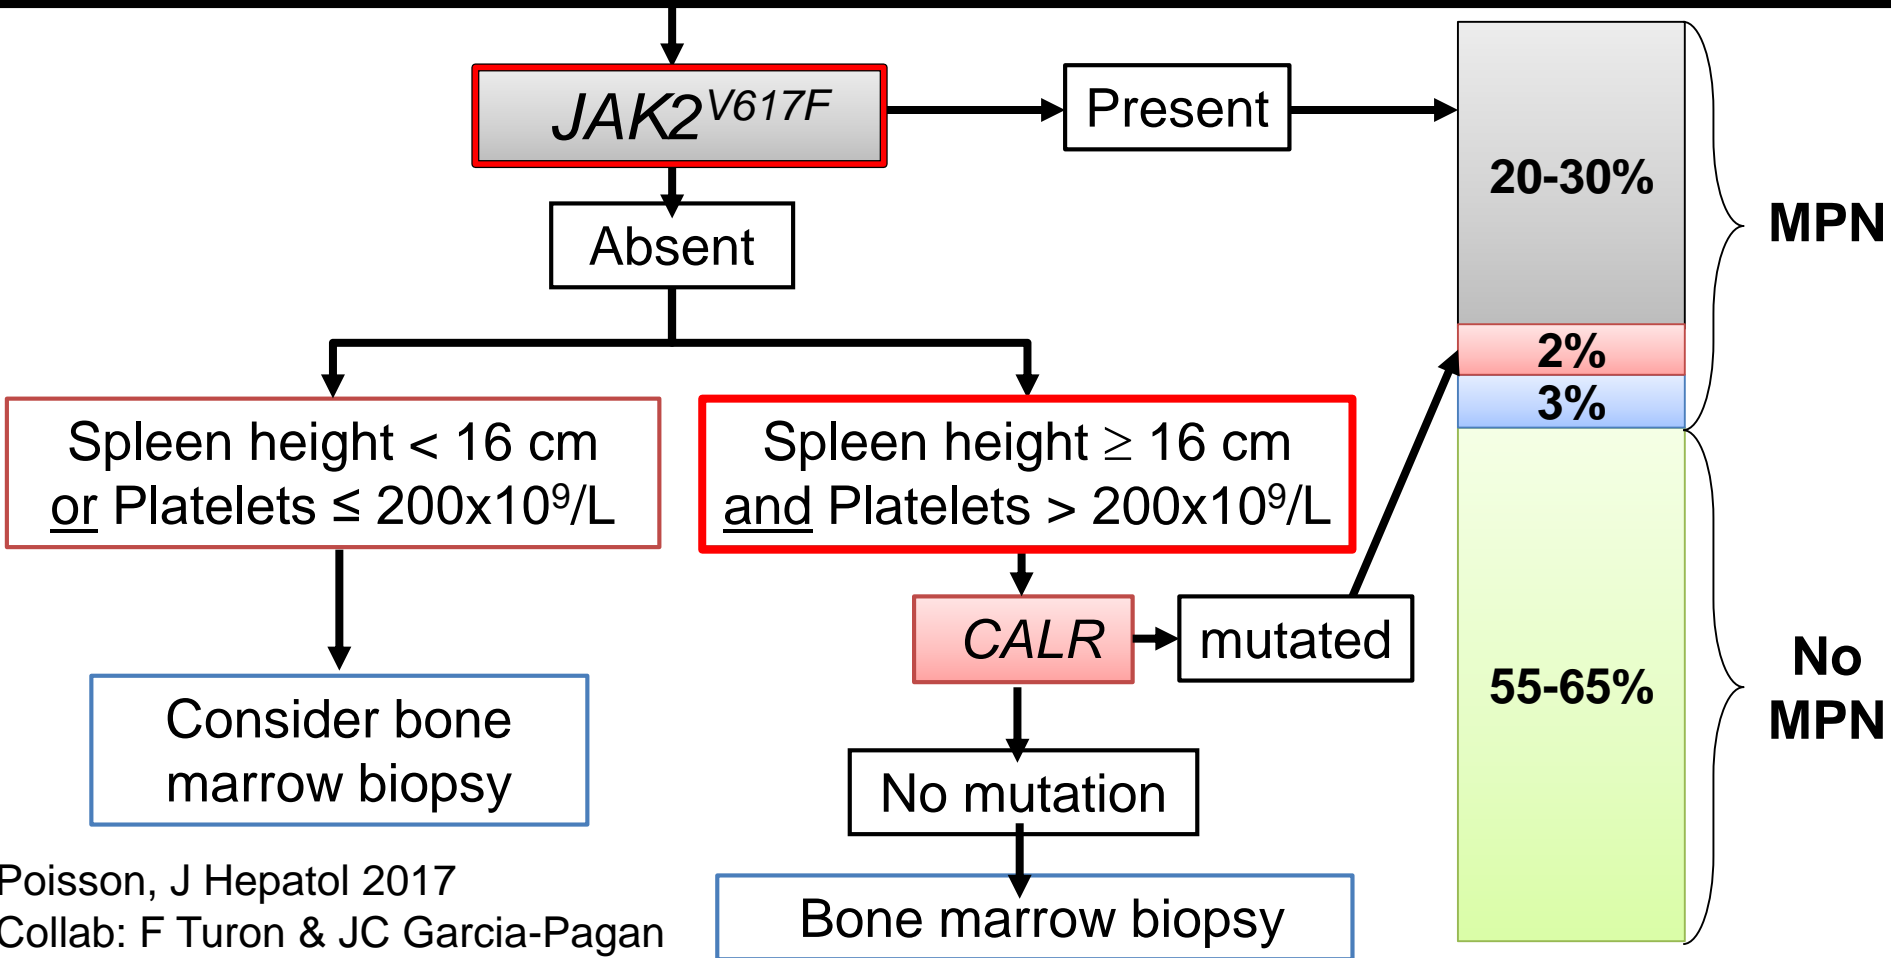 JAK2^V617F
Present
Absent
Spleen height < 16 cm
or Platelets ≤ 200x10⁹/L
Spleen height ≥ 16 cm
and Platelets > 200x10⁹/L
CALR
mutated
Consider bone
marrow biopsy
No mutation
Bone marrow biopsy
20-30%
2%
3%
55-65%
MPN
No
MPN
Poisson, J Hepatol 2017
Collab: F Turon & JC Garcia-Pagan